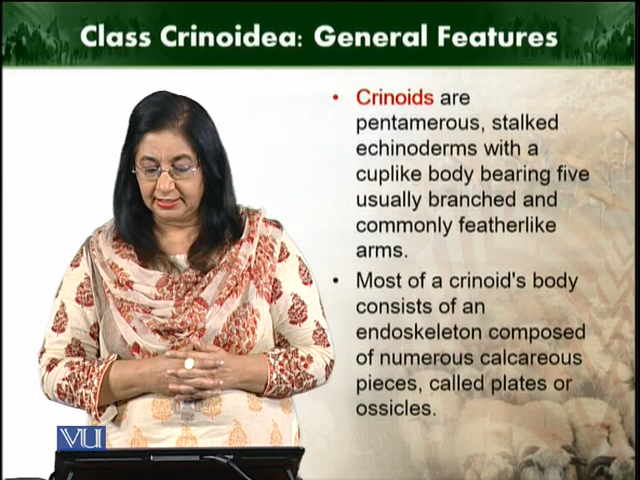 Class Crinoidea: General Features
• Crinoids are
pentamerous, stalked
echinoderms with a
cuplike body bearing five
usually branched and
commonly featherlike
arms.
• Most of a crinoid's body
consists of an
endoskeleton composed
of numerous calcareous
pieces, called plates or
ossicles.
VU